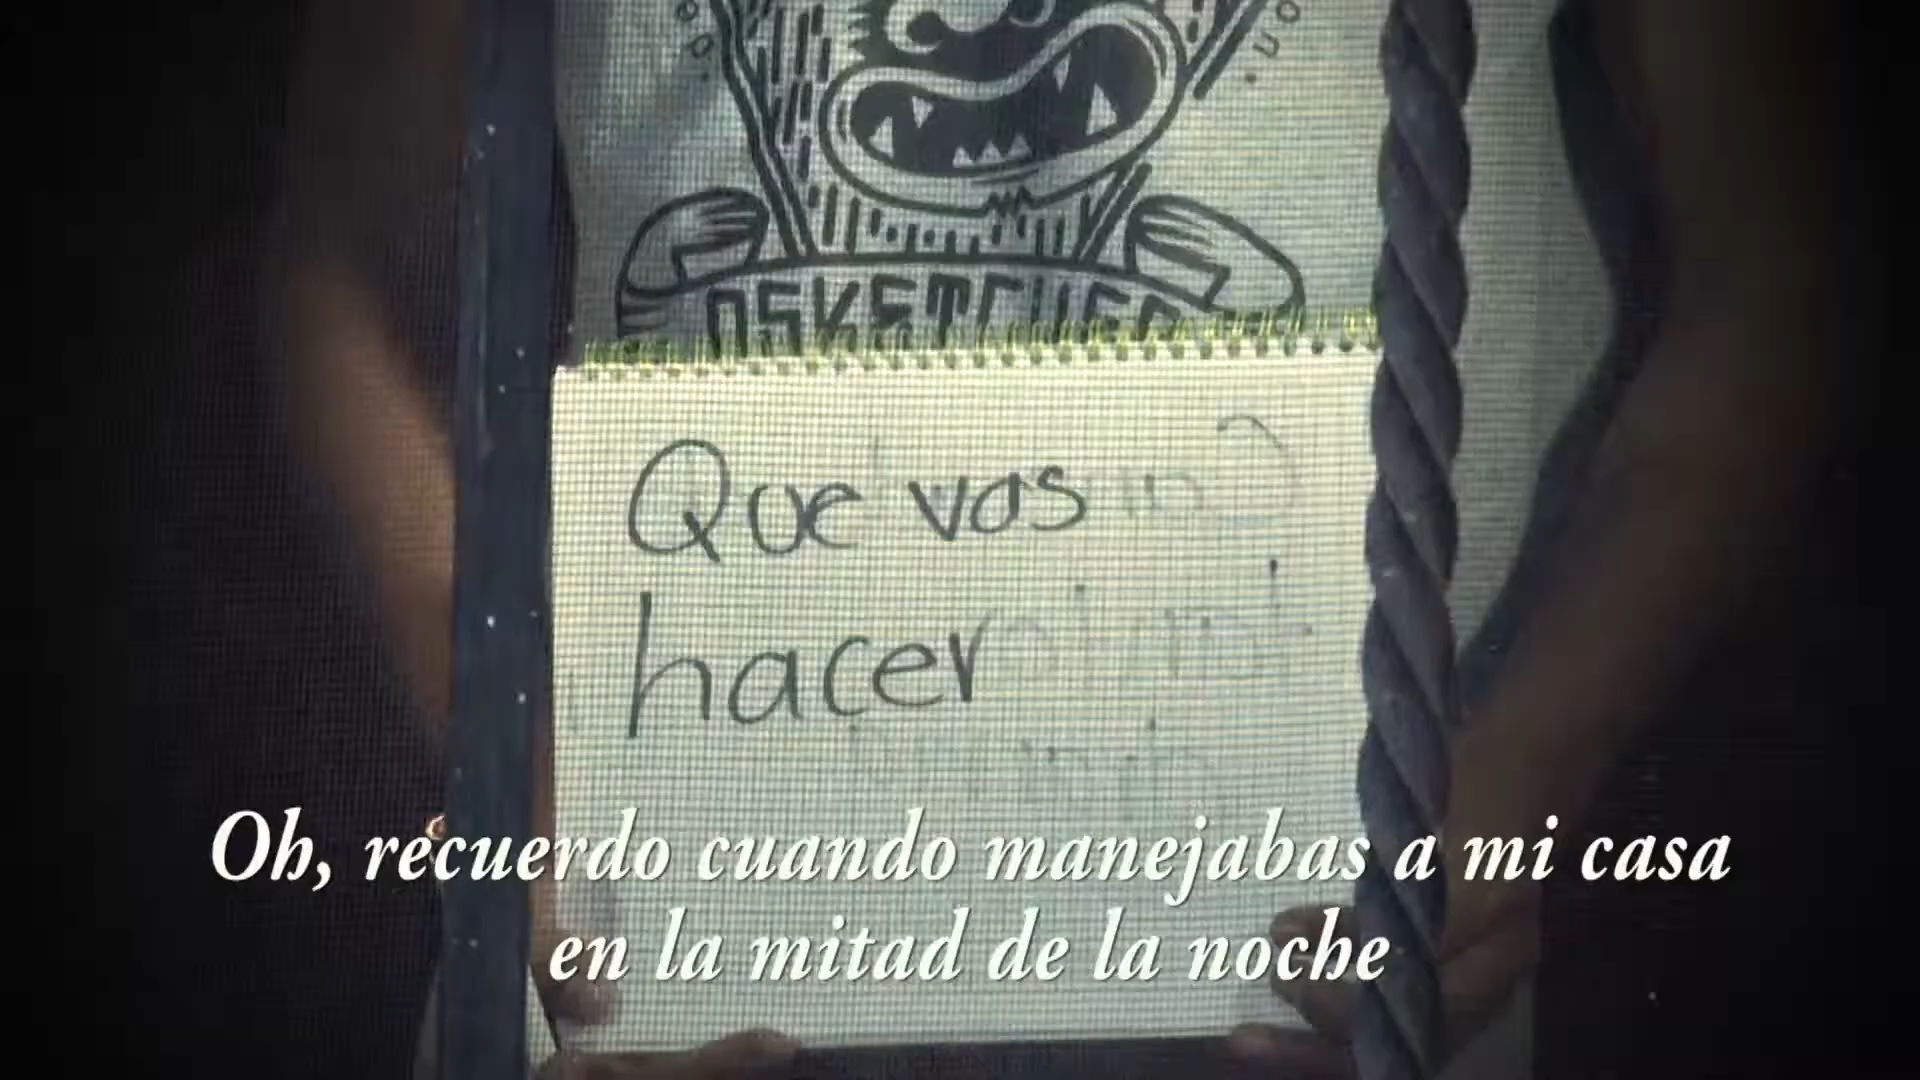 Que vas
hacer
Oh, recuerdo cuando manejabas a mi casa
en la mitad de la noche